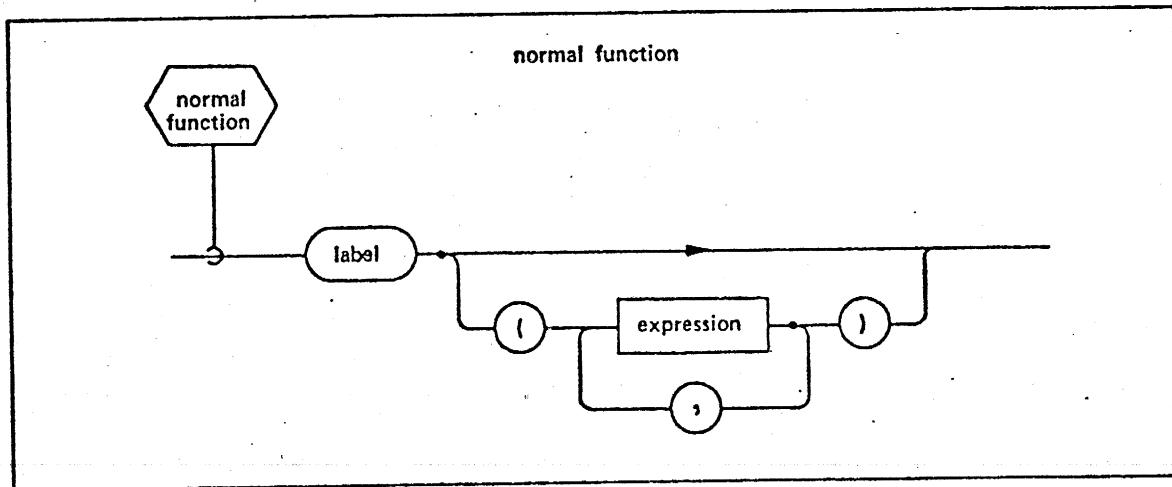 normal function
normal
function
label
( expression )
,